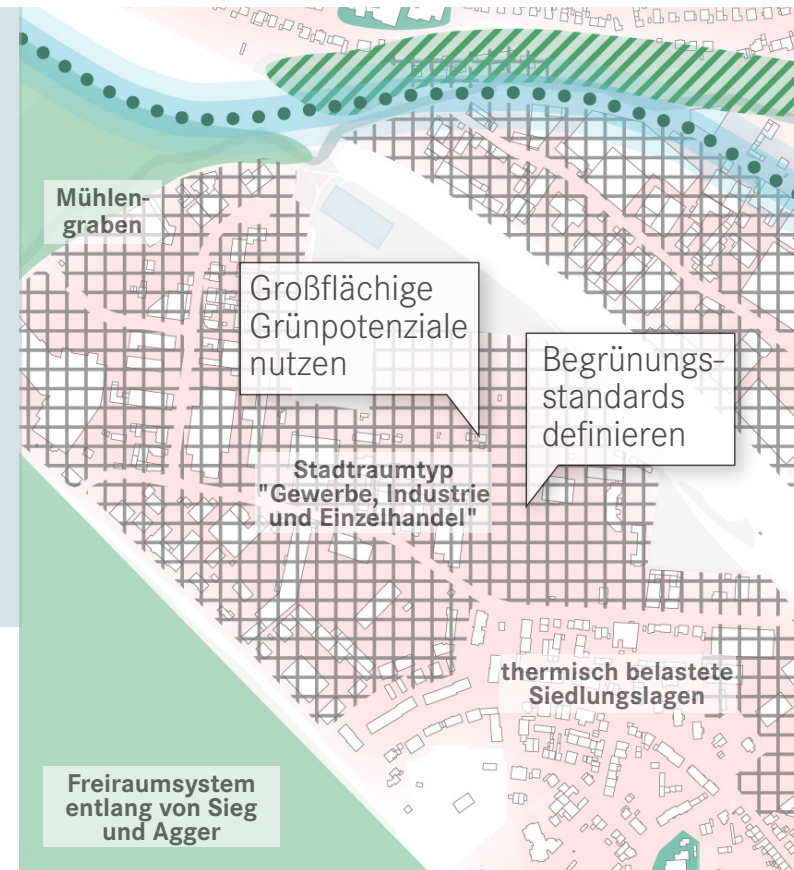 Mühlen-
graben
Großflächige
Grünpotenziale
nutzen
Begrünungs-
standards
definieren
Stadtraumtyp
"Gewerbe, Industrie
und Einzelhandel"
thermisch belastete
Siedlungslagen
Freiraumsystem
entlang von Sieg
und Agger